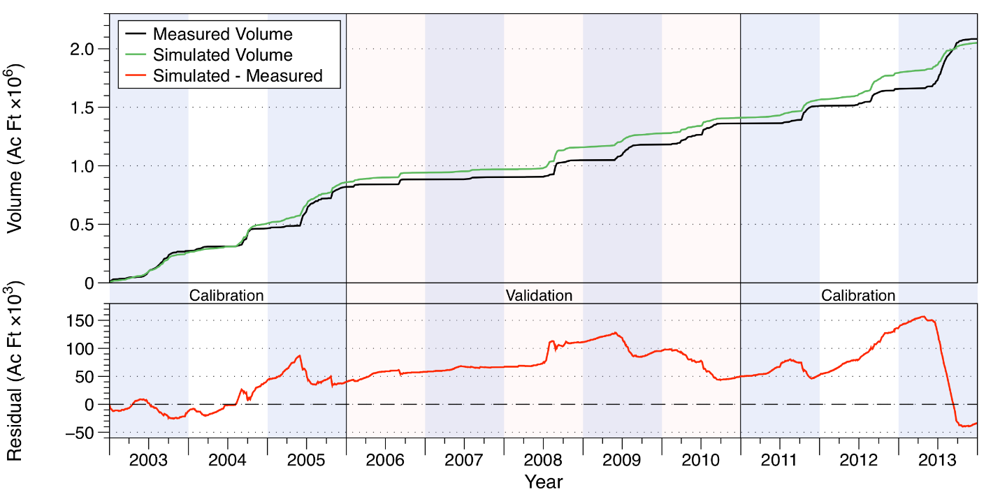 Measured Volume
Simulated Volume
Simulated - Measured
Volume (Ac Ft ×10⁶)
2.0
1.5
1.0
0.5
0
Calibration Validation Calibration
Residual (Ac Ft ×10³)
150
100
50
0
−50
2003 2004 2005 2006 2007 2008 2009 2010 2011 2012 2013
Year